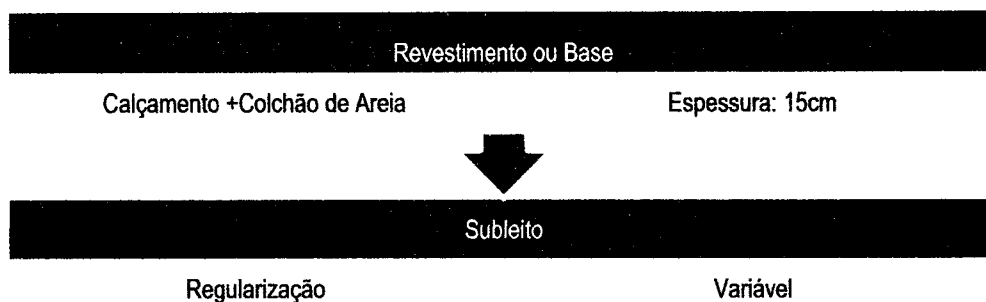 Revestimento ou Base
Calçamento +Colchão de Areia Espessura: 15cm
Subleito
Regularização Variável